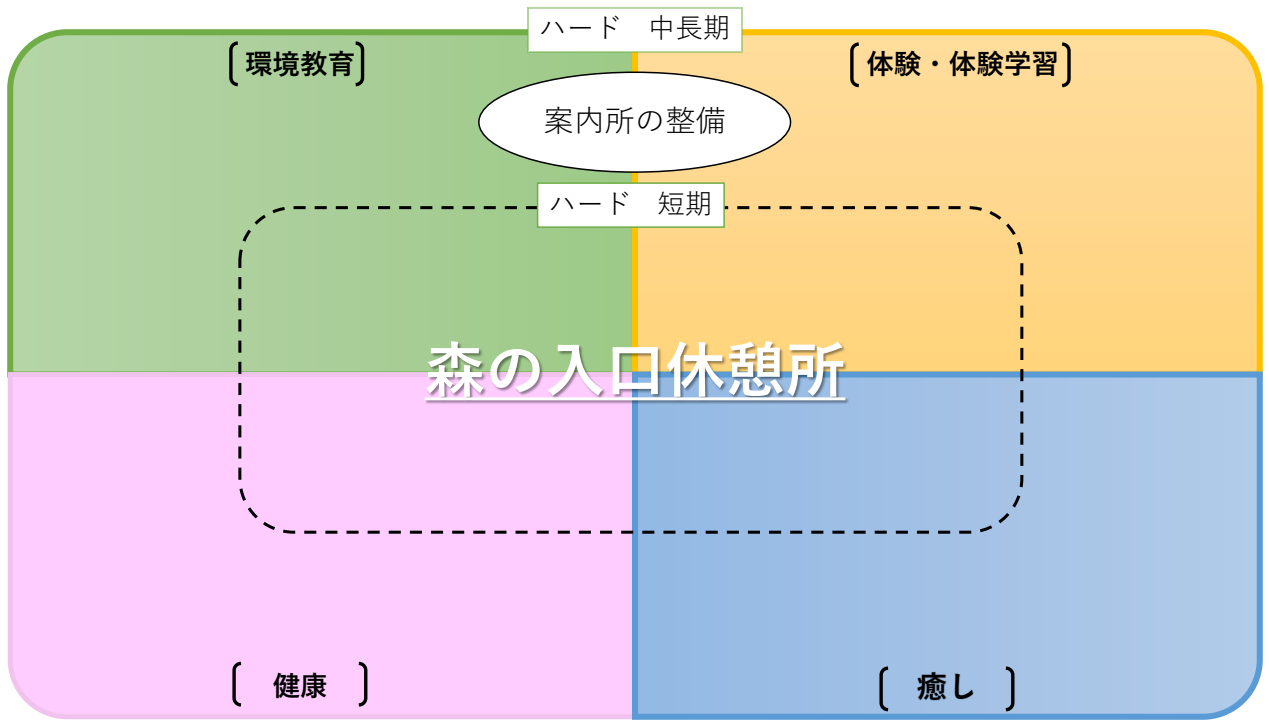 ハード　中長期
環境教育
体験・体験学習
案内所の整備
ハード　短期
森の入口休憩所
健康
癒し